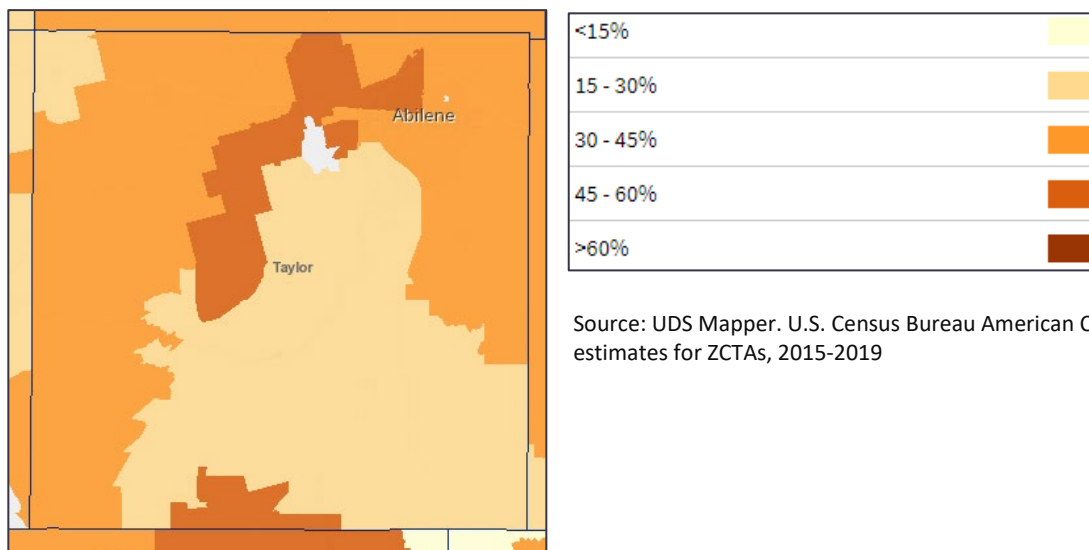 Abilene
Taylor
<15%
15 - 30%
30 - 45%
45 - 60%
>60%
Source: UDS Mapper. U.S. Census Bureau American
estimates for ZCTAs, 2015-2019